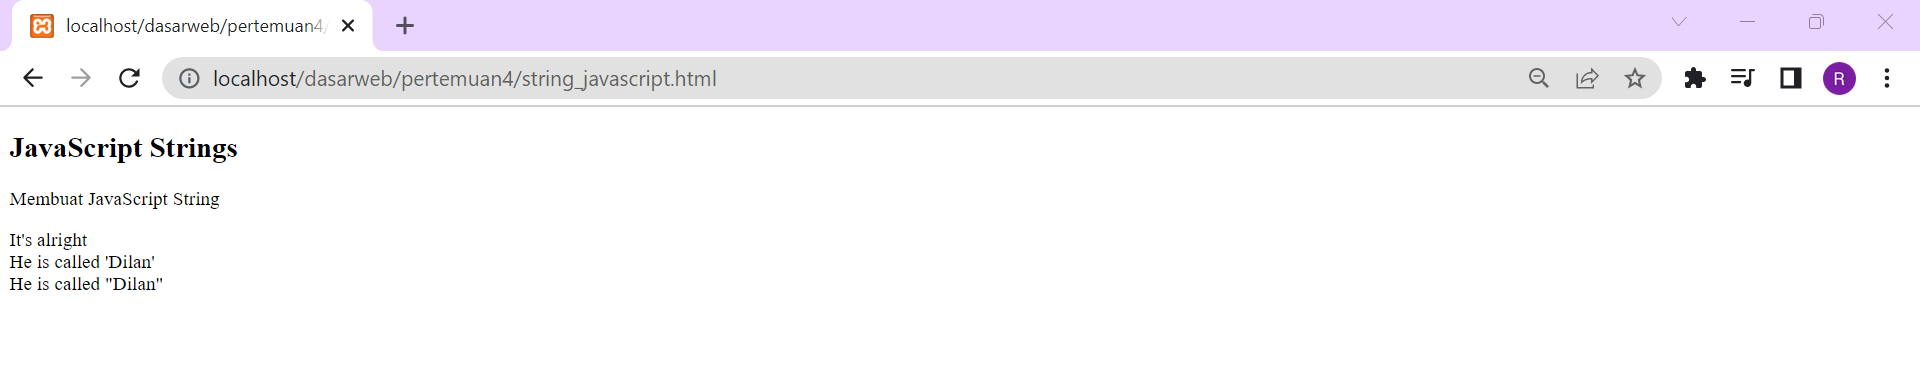 localhost/dasarweb/pertemuan4/
localhost/dasarweb/pertemuan4/string_javascript.html
R
JavaScript Strings
Membuat JavaScript String
It's alright
He is called 'Dilan'
He is called "Dilan"